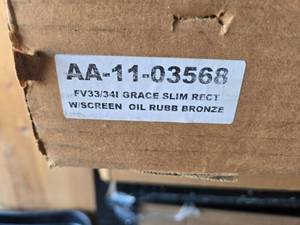 AA-11-03568
FV33/34I GRACE SLIM RECT
W/SCREEN OIL RUBB BRONZE